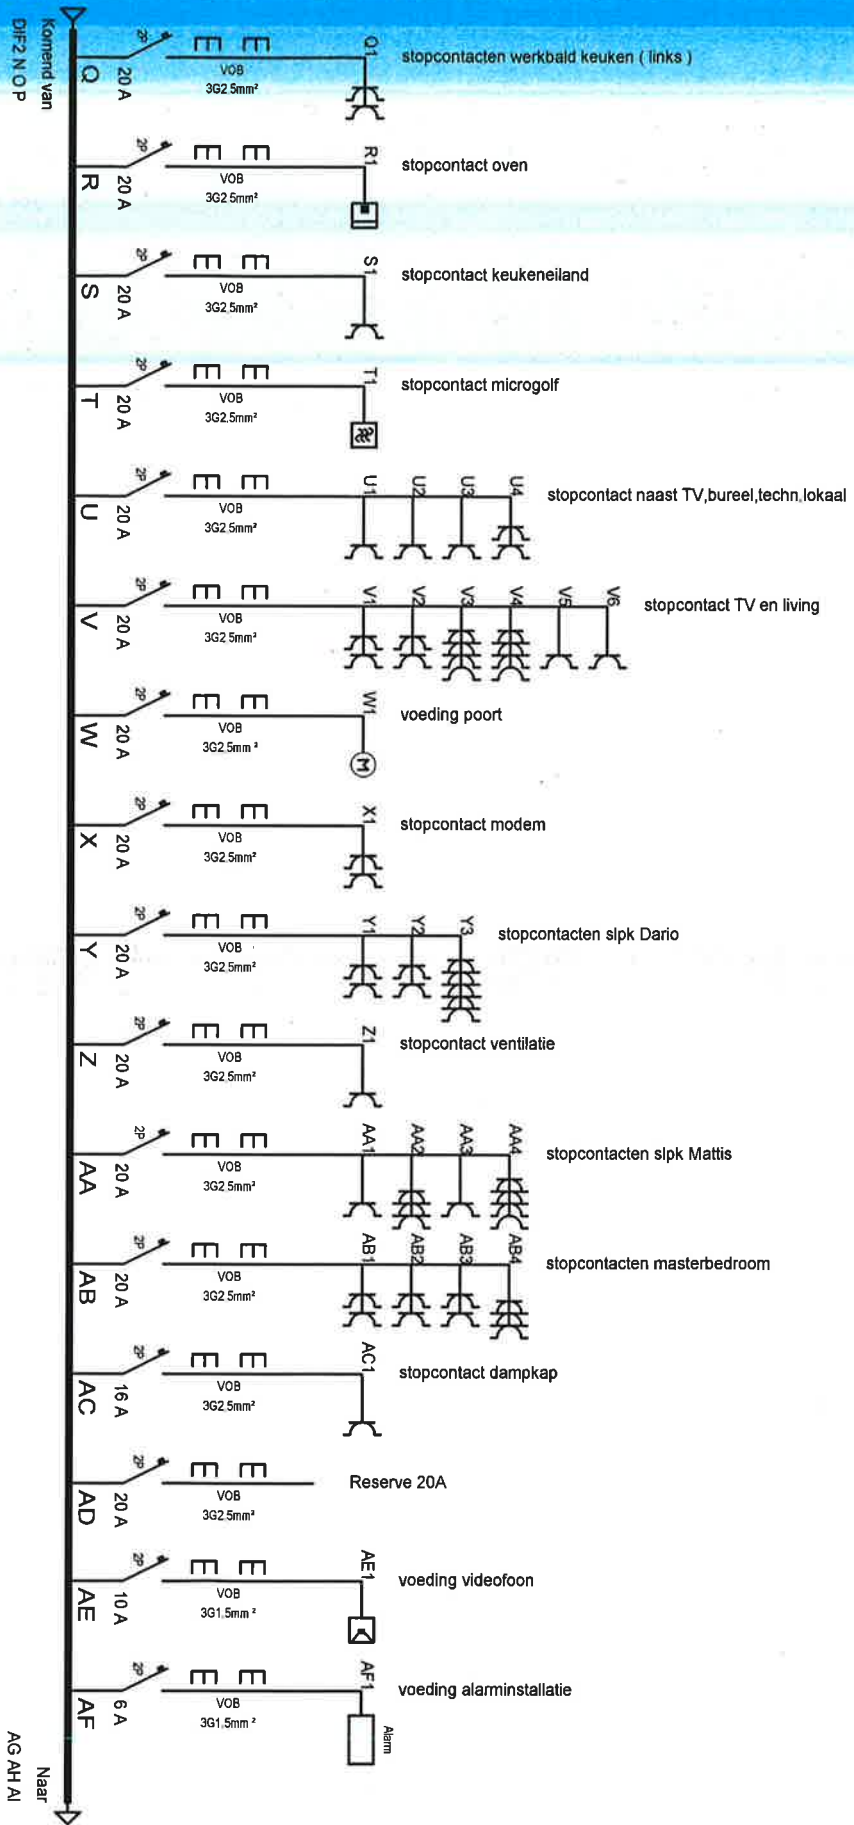 Komend van
DIF2 N O P
Q
2P
20 A
VOB
3G2.5mm²
Q1
stopcontacten werkbald keuken ( links )
R
2P
20 A
VOB
3G2.5mm²
R1
stopcontact oven
S
2P
20 A
VOB
3G2.5mm²
S1
stopcontact keukeneiland
T
2P
20 A
VOB
3G2.5mm²
T1
stopcontact microgolf
U
2P
20 A
VOB
3G2.5mm²
U1
U2
U3
U4
stopcontact naast TV,bureel,techn.lokaal
V
2P
20 A
VOB
3G2.5mm²
V1
V2
V3
V4
V5
V6
stopcontact TV en living
W
2P
20 A
VOB
3G2.5mm²
W1
M
voeding poort
X
2P
20 A
VOB
3G2.5mm²
X1
stopcontact modem
Y
2P
20 A
VOB
3G2.5mm²
Y1
Y2
Y3
stopcontacten slpk Dario
Z
2P
20 A
VOB
3G2.5mm²
Z1
stopcontact ventilatie
AA
2P
20 A
VOB
3G2.5mm²
AA1
AA2
AA3
AA4
stopcontacten slpk Mattis
AB
2P
20 A
VOB
3G2.5mm²
AB1
AB2
AB3
AB4
stopcontacten masterbedroom
AC
2P
16 A
VOB
3G2.5mm²
AC1
stopcontact dampkap
AD
2P
20 A
VOB
3G2.5mm²
Reserve 20A
AE
2P
10 A
VOB
3G1.5mm²
AE1
voeding videofoon
AF
2P
6 A
VOB
3G1.5mm²
AF1
Alarm
voeding alarminstallatie
Naar
AG AH AI